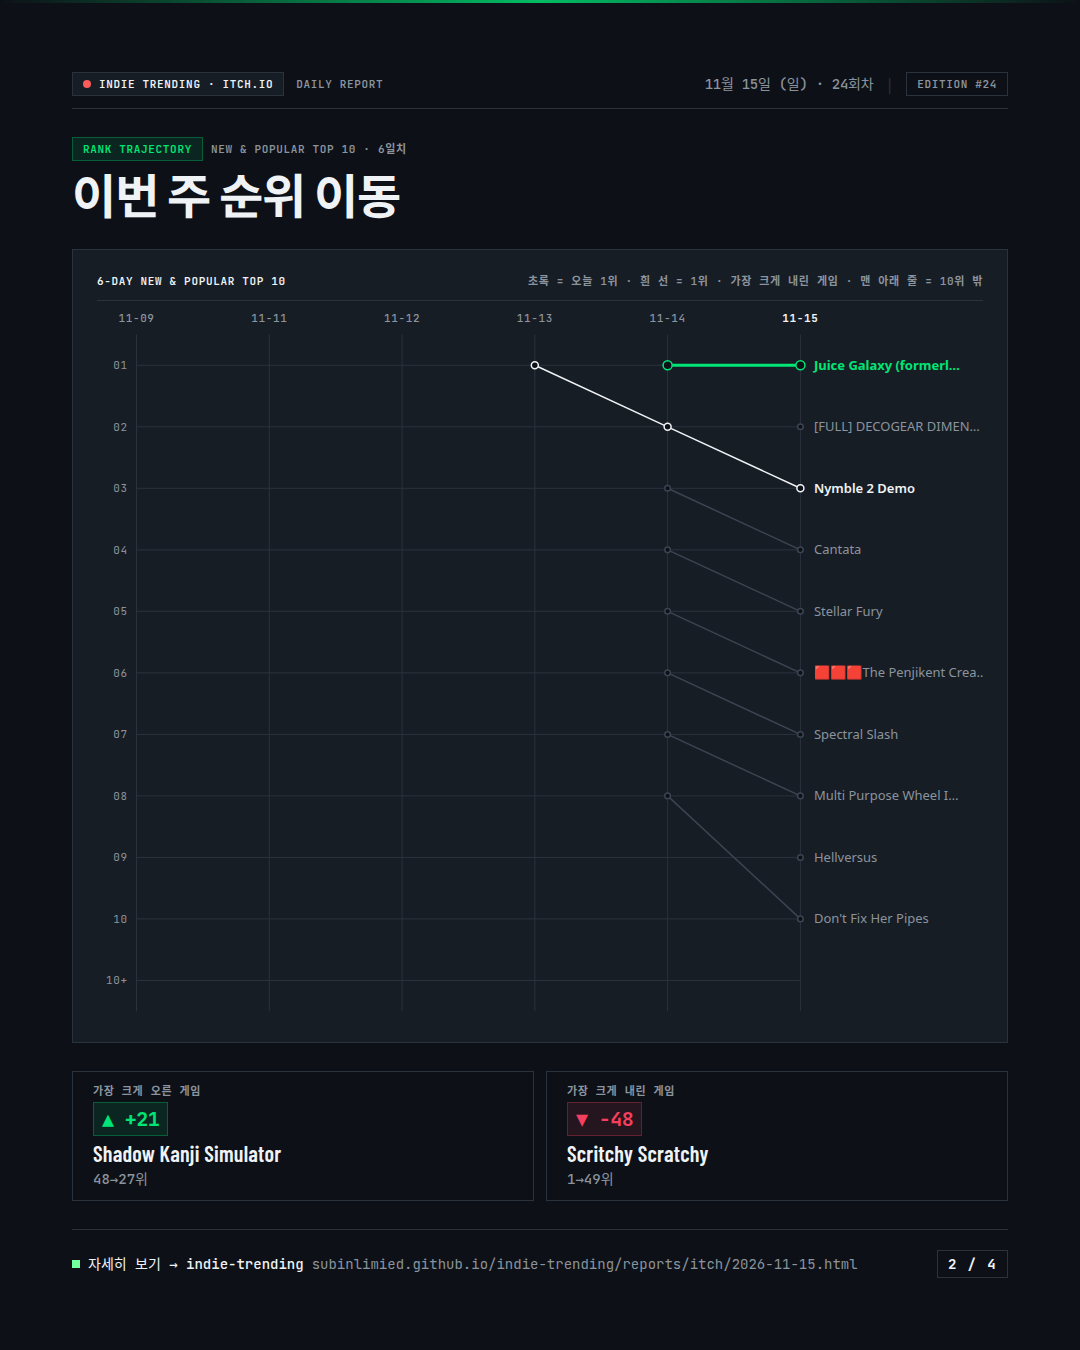 INDIE TRENDING · ITCH.IO DAILY REPORT 11월 15일 (일) · 24회차 EDITION #24
RANK TRAJECTORY NEW & POPULAR TOP 10 · 6일치
이번 주 순위 이동
6-DAY NEW & POPULAR TOP 10 초록 = 오늘 1위 · 흰 선 = 1위 · 가장 크게 내린 게임 · 맨 아래 줄 = 10위 밖
11-09 11-11 11-12 11-13 11-14 11-15
01 Juice Galaxy (formerl…
02 [FULL] DECOGEAR DIMEN…
03 Nymble 2 Demo
04 Cantata
05 Stellar Fury
06 🟥🟥🟥The Penjikent Crea..
07 Spectral Slash
08 Multi Purpose Wheel I…
09 Hellversus
10 Don't Fix Her Pipes
10+
가장 크게 오른 게임
▲ +21
Shadow Kanji Simulator
48→27위
가장 크게 내린 게임
▼ -48
Scritchy Scratchy
1→49위
자세히 보기 → indie-trending subinlimied.github.io/indie-trending/reports/itch/2026-11-15.html 2 / 4